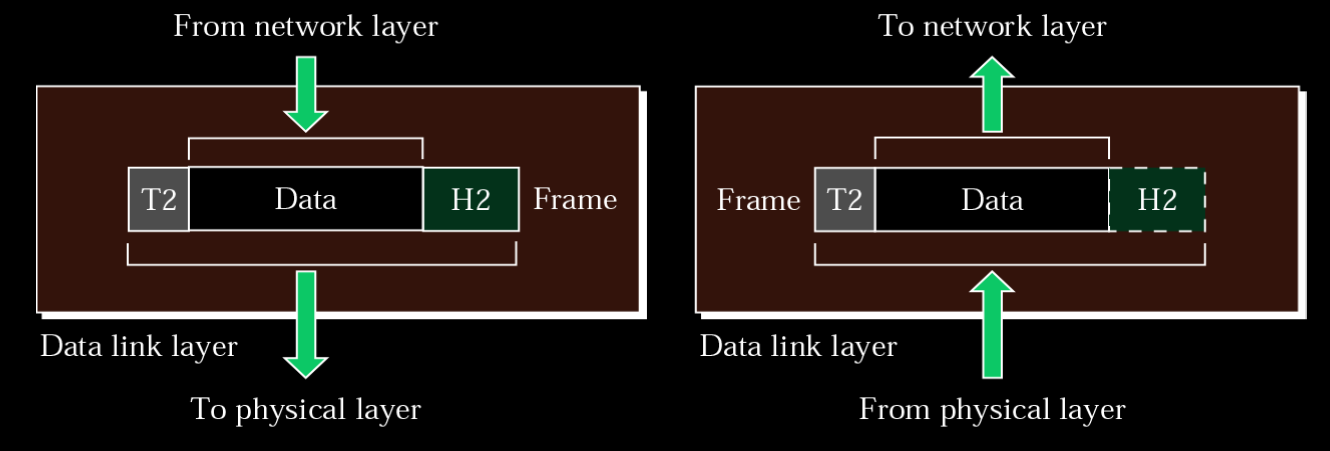 From network layer
To network layer
T2 Data H2 Frame
Frame T2 Data H2
Data link layer
Data link layer
To physical layer
From physical layer